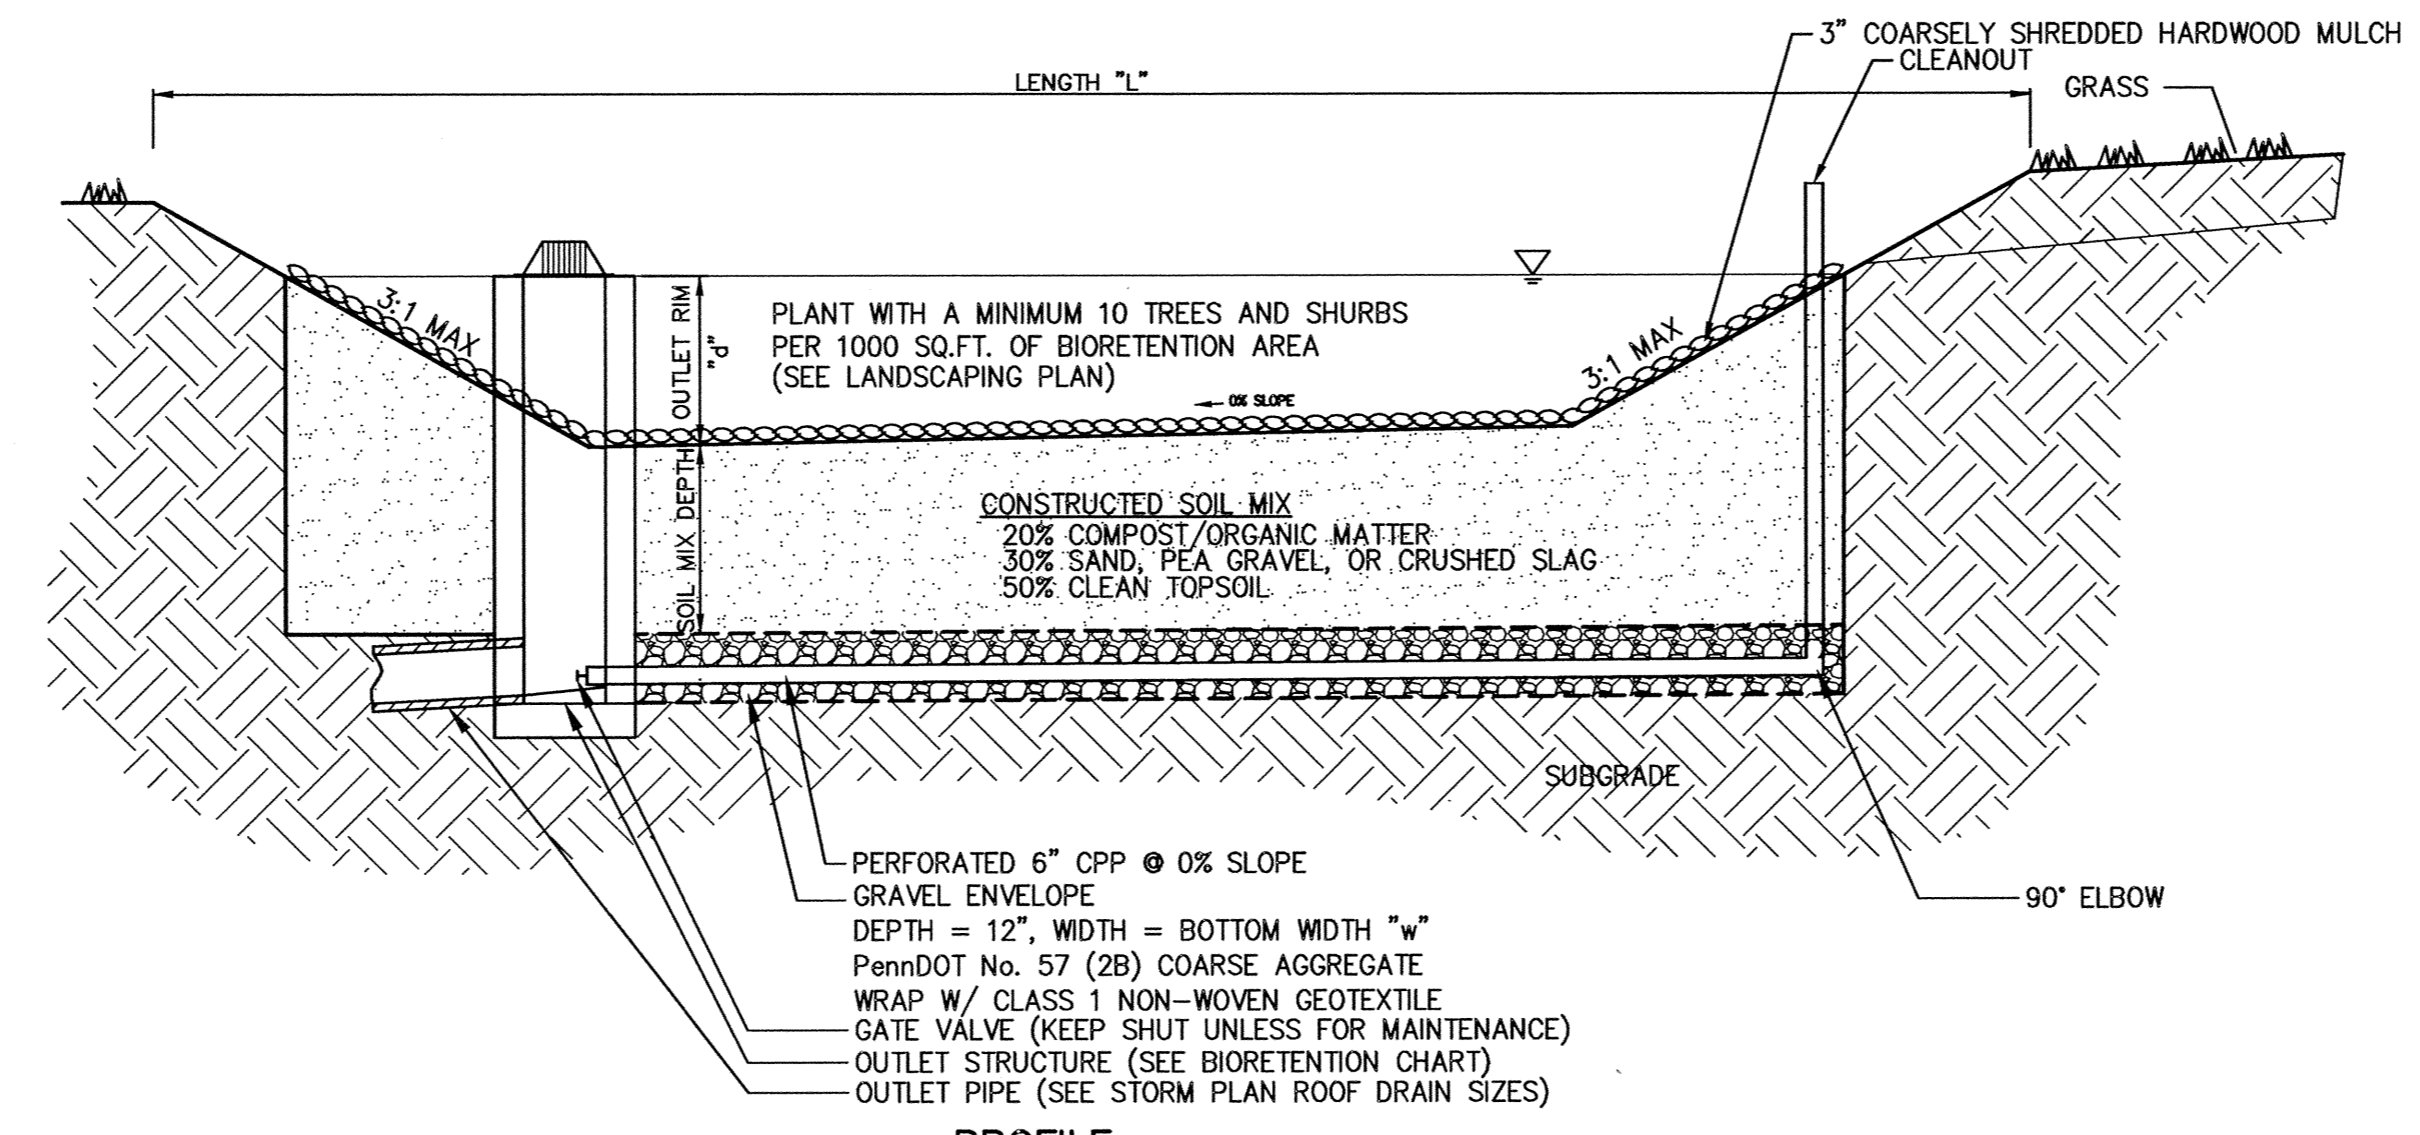 3" COARSELY SHREDDED HARDWOOD MULCH
CLEANOUT
LENGTH "L"
GRASS
3:1 MAX
OUTLET RIM
"d"
PLANT WITH A MINIMUM 10 TREES AND SHURBS
PER 1000 SQ.FT. OF BIORETENTION AREA
(SEE LANDSCAPING PLAN)
3:1 MAX
0% SLOPE
SOIL MIX DEPTH
CONSTRUCTED SOIL MIX
20% COMPOST/ORGANIC MATTER
30% SAND, PEA GRAVEL, OR CRUSHED SLAG
50% CLEAN TOPSOIL
SUBGRADE
PERFORATED 6" CPP @ 0% SLOPE
GRAVEL ENVELOPE
DEPTH = 12", WIDTH = BOTTOM WIDTH "w"
PennDOT No. 57 (2B) COARSE AGGREGATE
WRAP W/ CLASS 1 NON-WOVEN GEOTEXTILE
GATE VALVE (KEEP SHUT UNLESS FOR MAINTENANCE)
OUTLET STRUCTURE (SEE BIORETENTION CHART)
OUTLET PIPE (SEE STORM PLAN ROOF DRAIN SIZES)
90° ELBOW
PROFILE